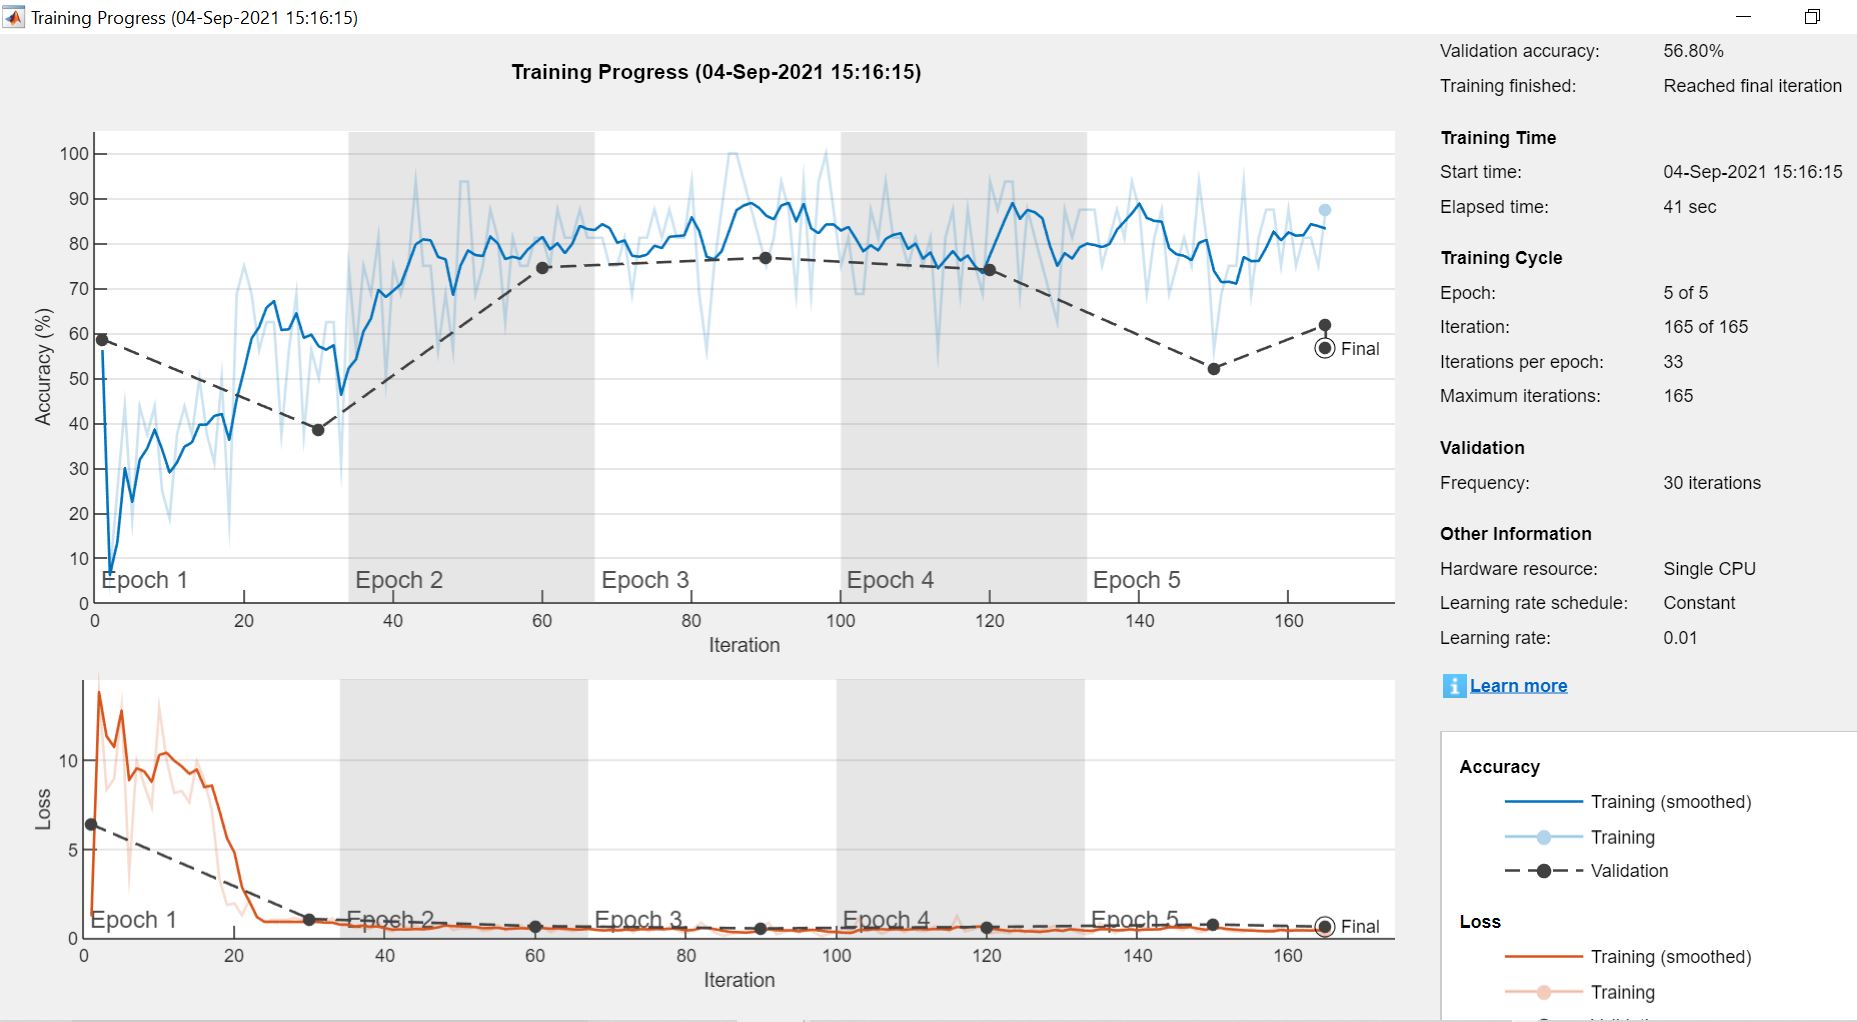 Training Progress (04-Sep-2021 15:16:15)
Training Progress (04-Sep-2021 15:16:15)
Accuracy (%)
100
90
80
70
60
50
40
30
20
10
0
Epoch 1 Epoch 2 Epoch 3 Epoch 4 Epoch 5
Final
0 20 40 60 80 100 120 140 160
Iteration
Loss
10
5
0
Epoch 1 Epoch 2 Epoch 3 Epoch 4 Epoch 5
Final
0 20 40 60 80 100 120 140 160
Iteration
Validation accuracy: 56.80%
Training finished: Reached final iteration
Training Time
Start time: 04-Sep-2021 15:16:15
Elapsed time: 41 sec
Training Cycle
Epoch: 5 of 5
Iteration: 165 of 165
Iterations per epoch: 33
Maximum iterations: 165
Validation
Frequency: 30 iterations
Other Information
Hardware resource: Single CPU
Learning rate schedule: Constant
Learning rate: 0.01
i Learn more
Accuracy
Training (smoothed)
Training
Validation
Loss
Training (smoothed)
Training